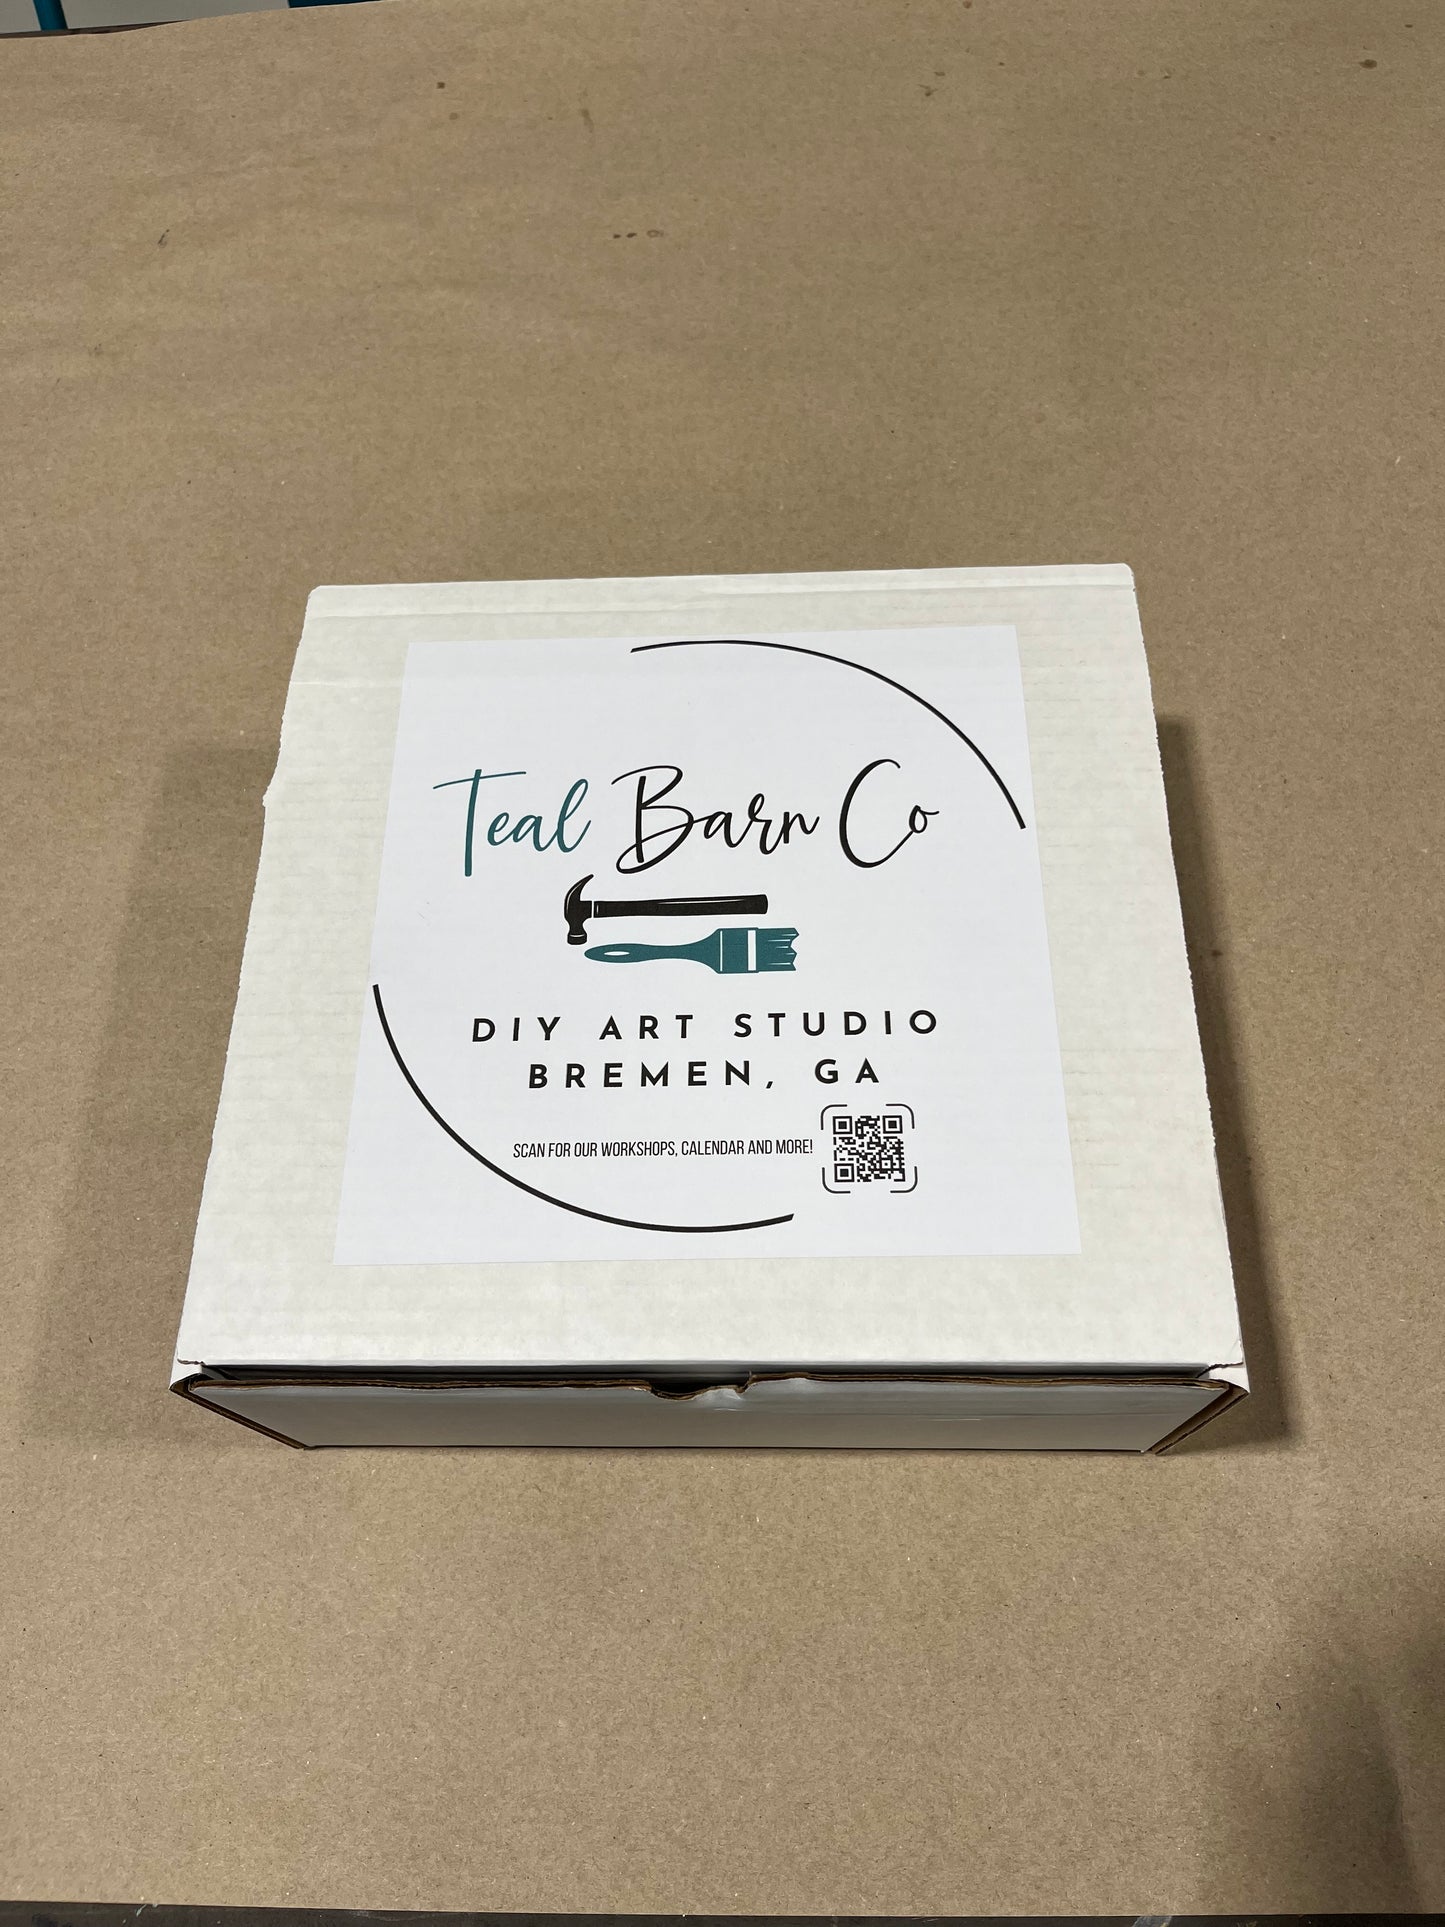 Teal Barn Co
DIY ART STUDIO
BREMEN, GA
SCAN FOR OUR WORKSHOPS, CALENDAR AND MORE!